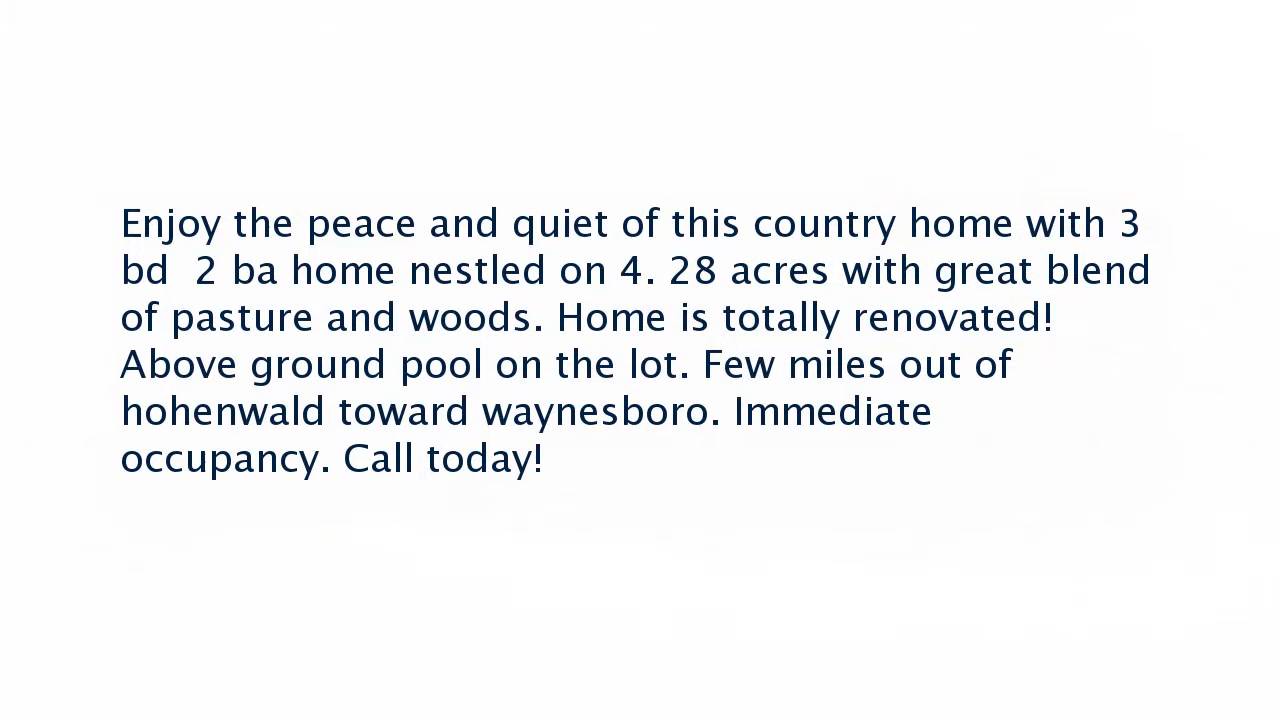 Enjoy the peace and quiet of this country home with 3
bd  2 ba home nestled on 4. 28 acres with great blend
of pasture and woods. Home is totally renovated!
Above ground pool on the lot. Few miles out of
hohenwald toward waynesboro. Immediate
occupancy. Call today!